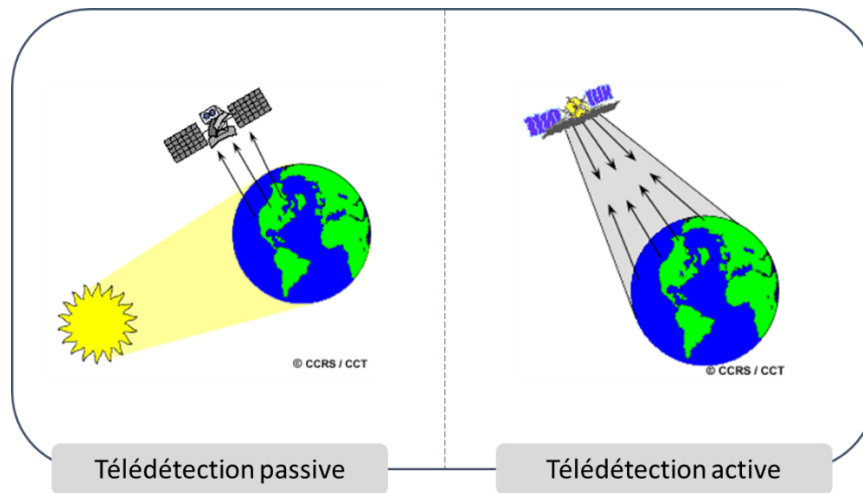 © CCRS / CCT
© CCRS / CCT
Télédétection passive
Télédétection active